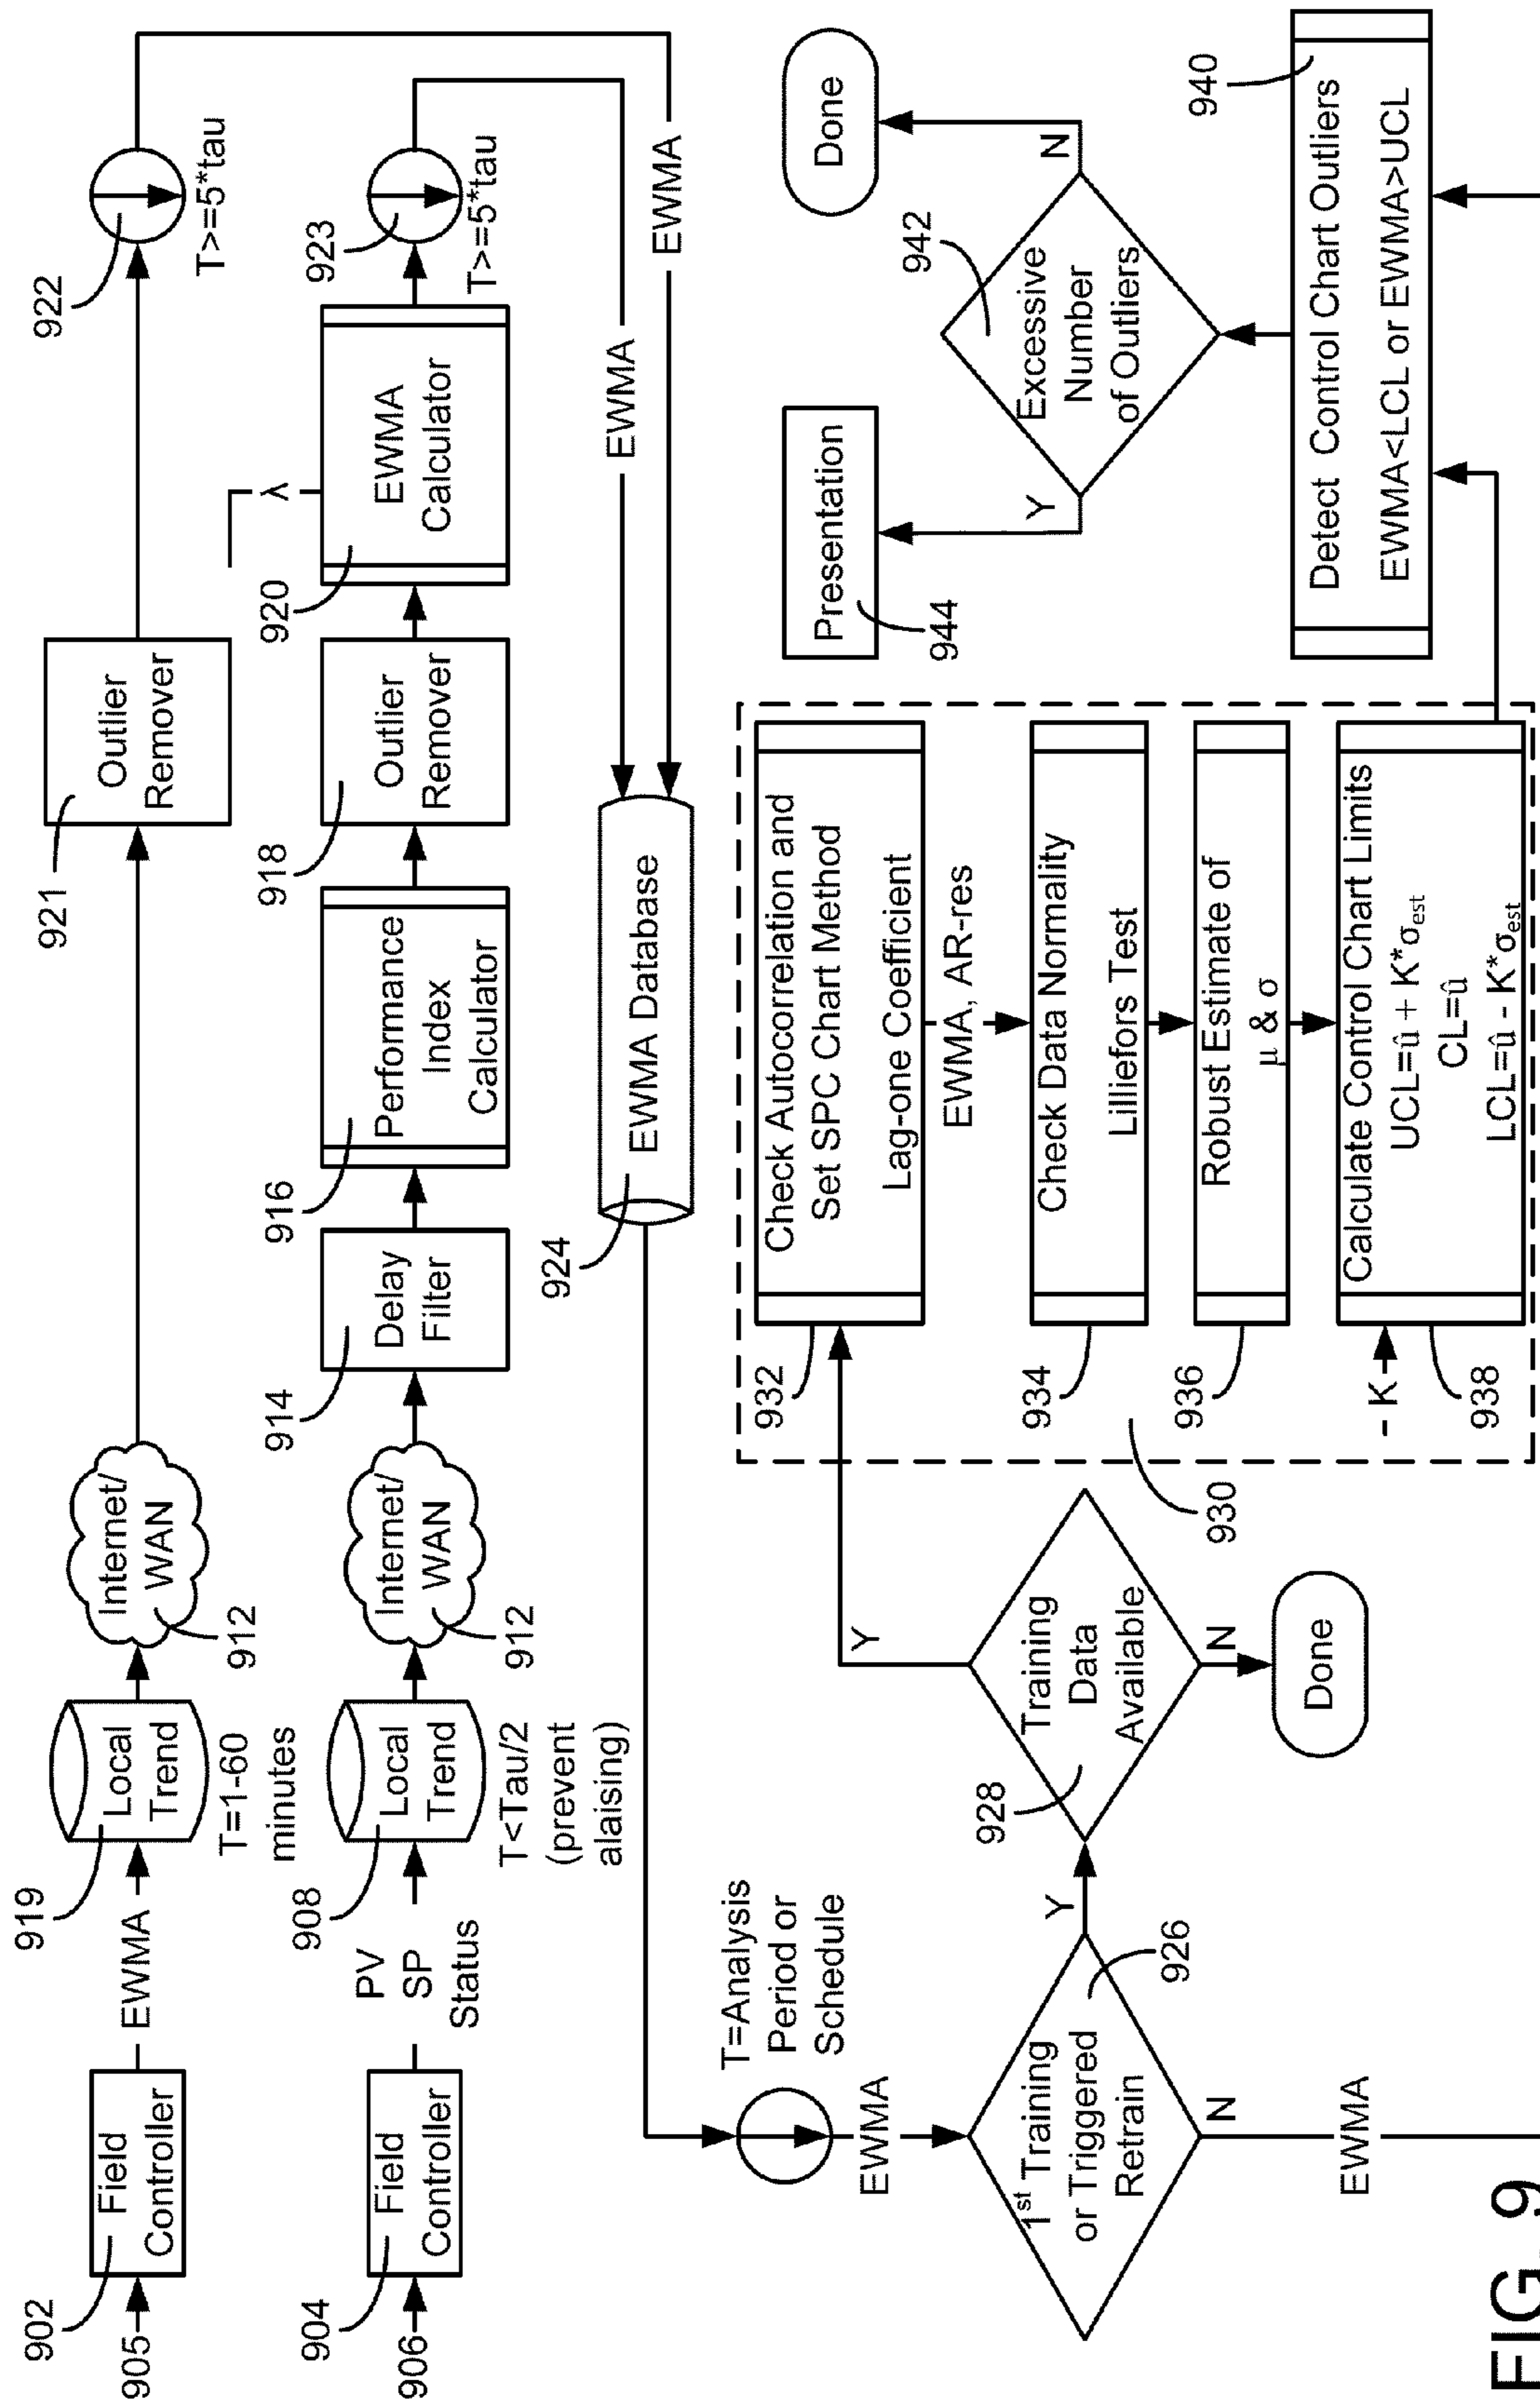 902
905
Field
Controller
EWMA
919
Local
Trend
T=1-60
minutes
Internet/
WAN
912
921
Outlier
Remover
922
T>=5*tau
904
906
Field
Controller
PV
SP
Status
908
Local
Trend
T<Tau/2
(prevent
alaising)
Internet/
WAN
912
914
Delay
Filter
916
Performance
Index
Calculator
918
Outlier
Remover
920
λ
EWMA
Calculator
923
T>=5*tau
EWMA
EWMA
924
EWMA Database
T=Analysis
Period or
Schedule
EWMA
1st Training
or Triggered
Retrain
926
Y
N
EWMA
928
Training
Data
Available
Y
N
Done
930
932
Check Autocorrelation and
Set SPC Chart Method
Lag-one Coefficient
EWMA, AR-res
934
Check Data Normality
Lilliefors Test
936
Robust Estimate of
μ & σ
K
938
Calculate Control Chart Limits
UCL=û + K*σest
CL=û
LCL=û - K*σest
940
Detect Control Chart Outliers
EWMA<LCL or EWMA>UCL
942
Excessive
Number
of Outliers
Y
N
Presentation
944
Done
FIG. 9